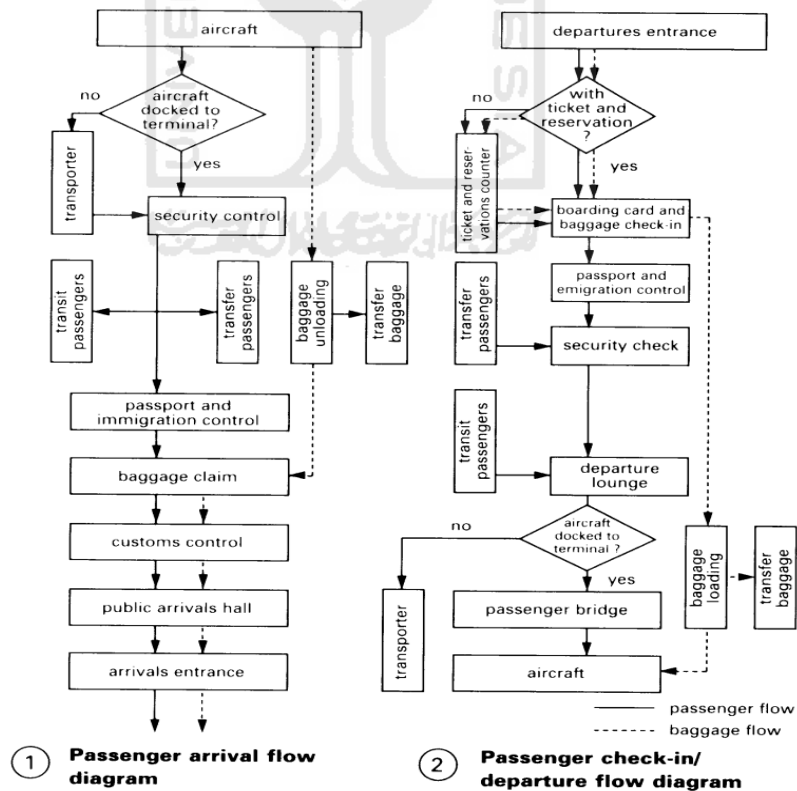 aircraft
aircraft
docked to
terminal?
no
yes
transporter
security control
transit
passengers
transfer
passengers
baggage
unloading
transfer
baggage
passport and
immigration control
baggage claim
customs control
public arrivals hall
arrivals entrance
1
Passenger arrival flow
diagram
departures entrance
with
ticket and
reservation
?
no
yes
ticket and reser-
vations counter
boarding card and
baggage check-in
passport and
emigration control
transfer
passengers
security check
transit
passengers
departure
lounge
aircraft
docked to
terminal ?
no
yes
transporter
passenger bridge
aircraft
baggage
loading
transfer
baggage
passenger flow
baggage flow
2
Passenger check-in/
departure flow diagram